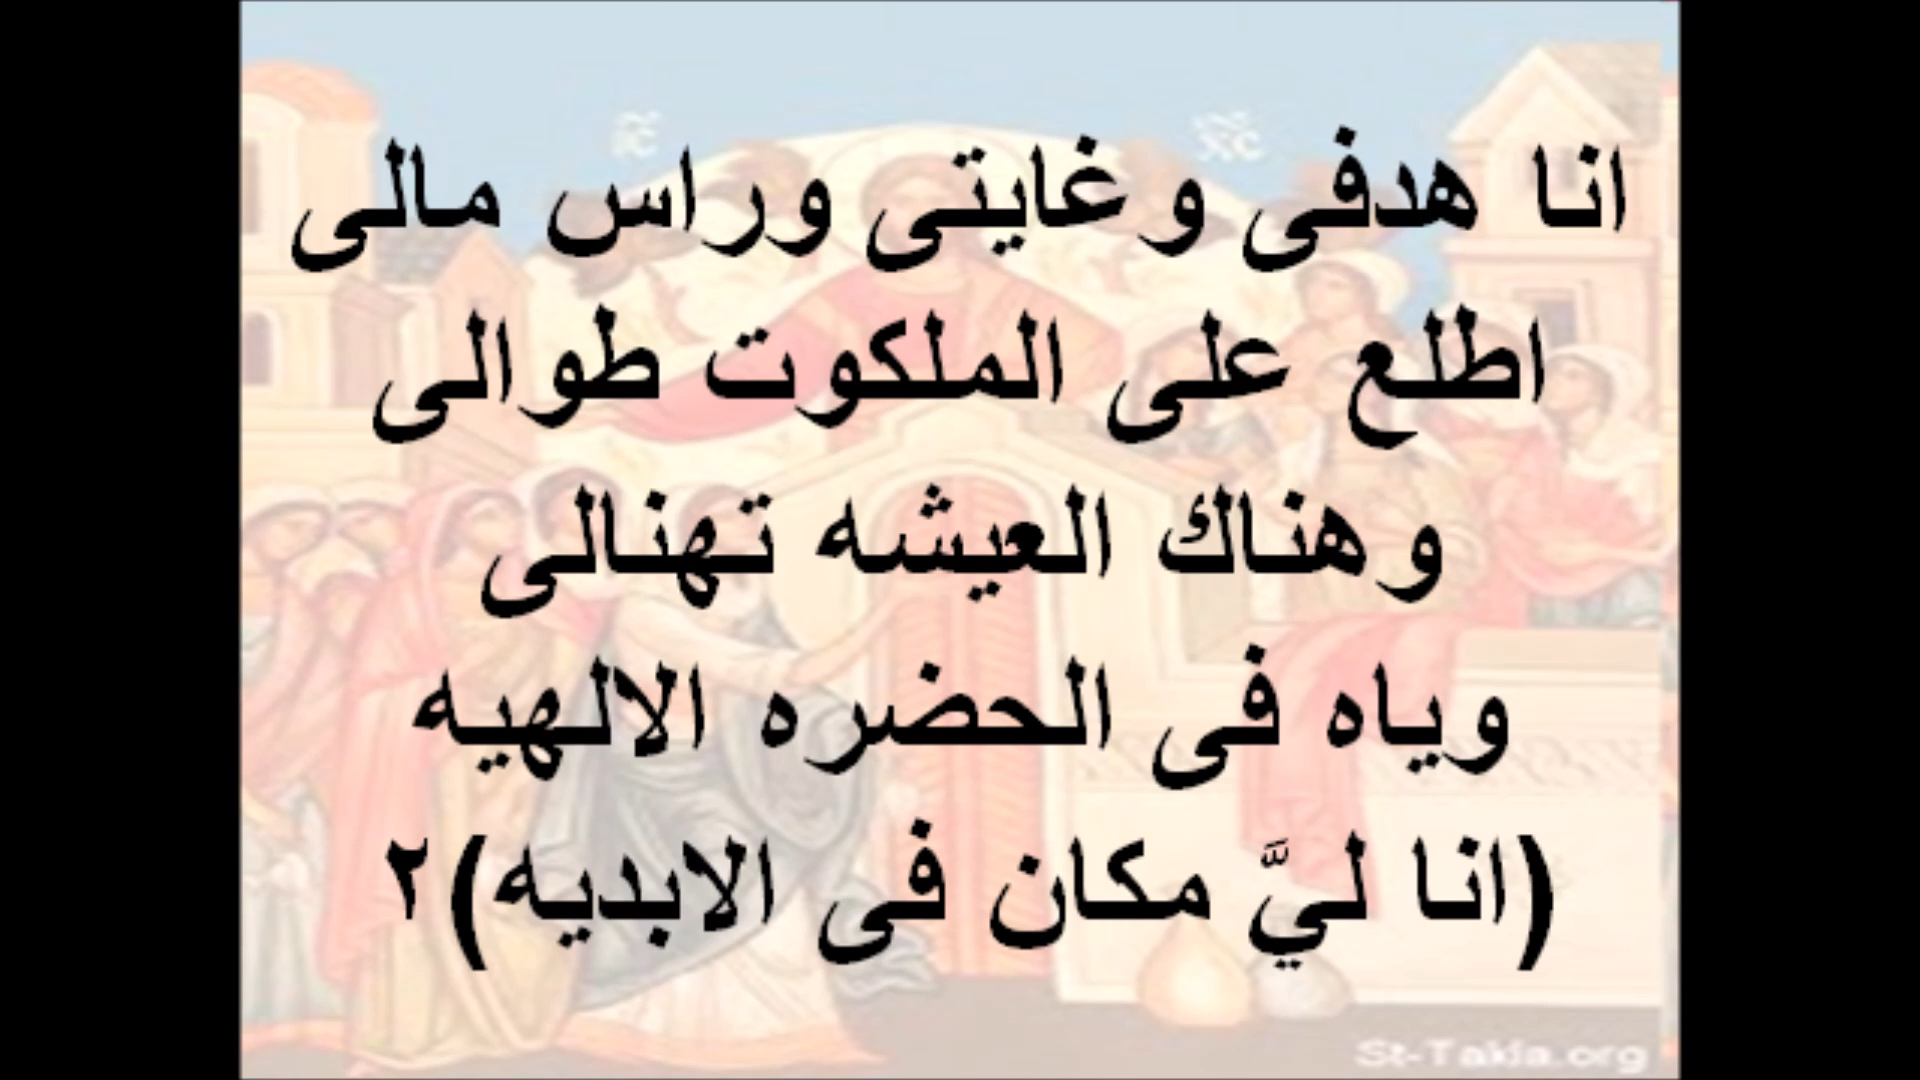 انا هدفى وغايتى وراس مالى
اطلع على الملكوت طوالى
وهناك العيشه تهنالى
وياه فى الحضره الالهيه
(انا ليَّ مكان فى الابديه)٢
St-Takla.org